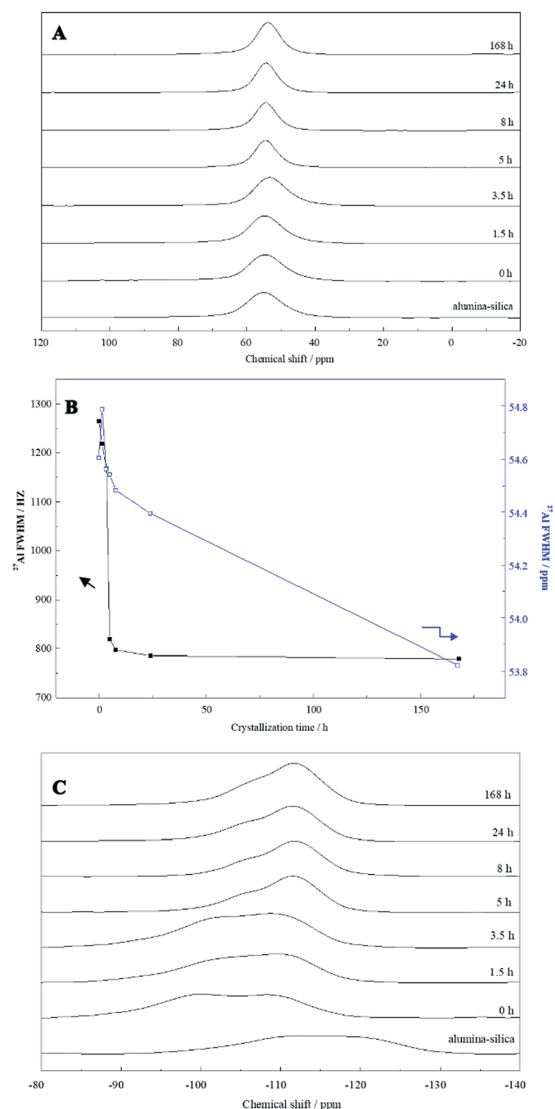 A
168 h
24 h
8 h
5 h
3.5 h
1.5 h
0 h
alumina-silica
120 100 80 60 40 20 0 -20
Chemical shift / ppm
B
1300
1200
1100
1000
900
800
700
²⁷Al FWHM / HZ
54.8
54.6
54.4
54.2
54.0
53.8
²⁷Al FWHM / ppm
0 50 100 150
Crystallization time / h
C
168 h
24 h
8 h
5 h
3.5 h
1.5 h
0 h
alumina-silica
-80 -90 -100 -110 -120 -130 -140
Chemical shift / ppm